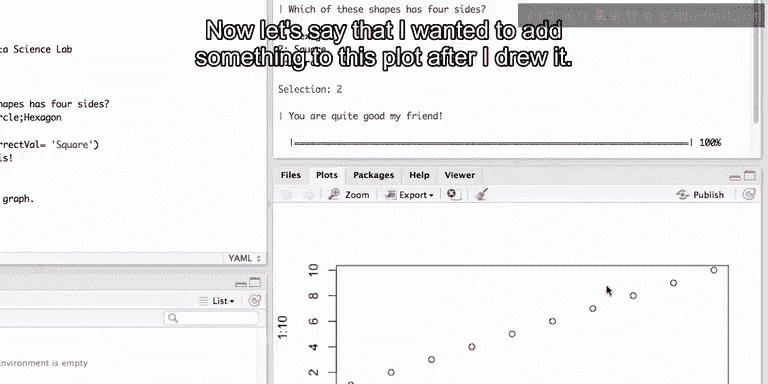 | Which of these shapes has four sides?
Now let's say that I wanted to add
something to this plot after I drew it.
ta Science Lab
Selection: 2
hapes has four sides?
rcle;Hexagon
| You are quite good my friend!
rrectVal= 'Square')
is!
|====| 100%
Files Plots Packages Help Viewer
Zoom Export Publish
graph.
YAML
List
nvironment is empty
1:10
10
8
6
4
2